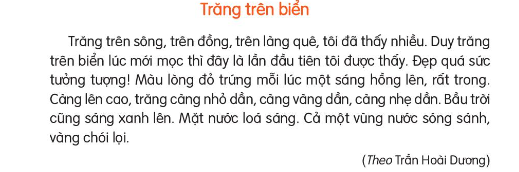 Trăng trên biển
Trăng trên sông, trên đồng, trên làng quê, tôi đã thấy nhiều. Duy trăng
trên biển lúc mới mọc thì đây là lần đầu tiên tôi được thấy. Đẹp quá sức
tưởng tượng! Màu lòng đỏ trứng mỗi lúc một sáng hồng lên, rất trong.
Càng lên cao, trăng càng nhỏ dần, càng vàng dần, càng nhẹ dần. Bầu trời
cũng sáng xanh lên. Mặt nước loá sáng. Cả một vùng nước sóng sánh,
vàng chói lọi.
(Theo Trần Hoài Dương)